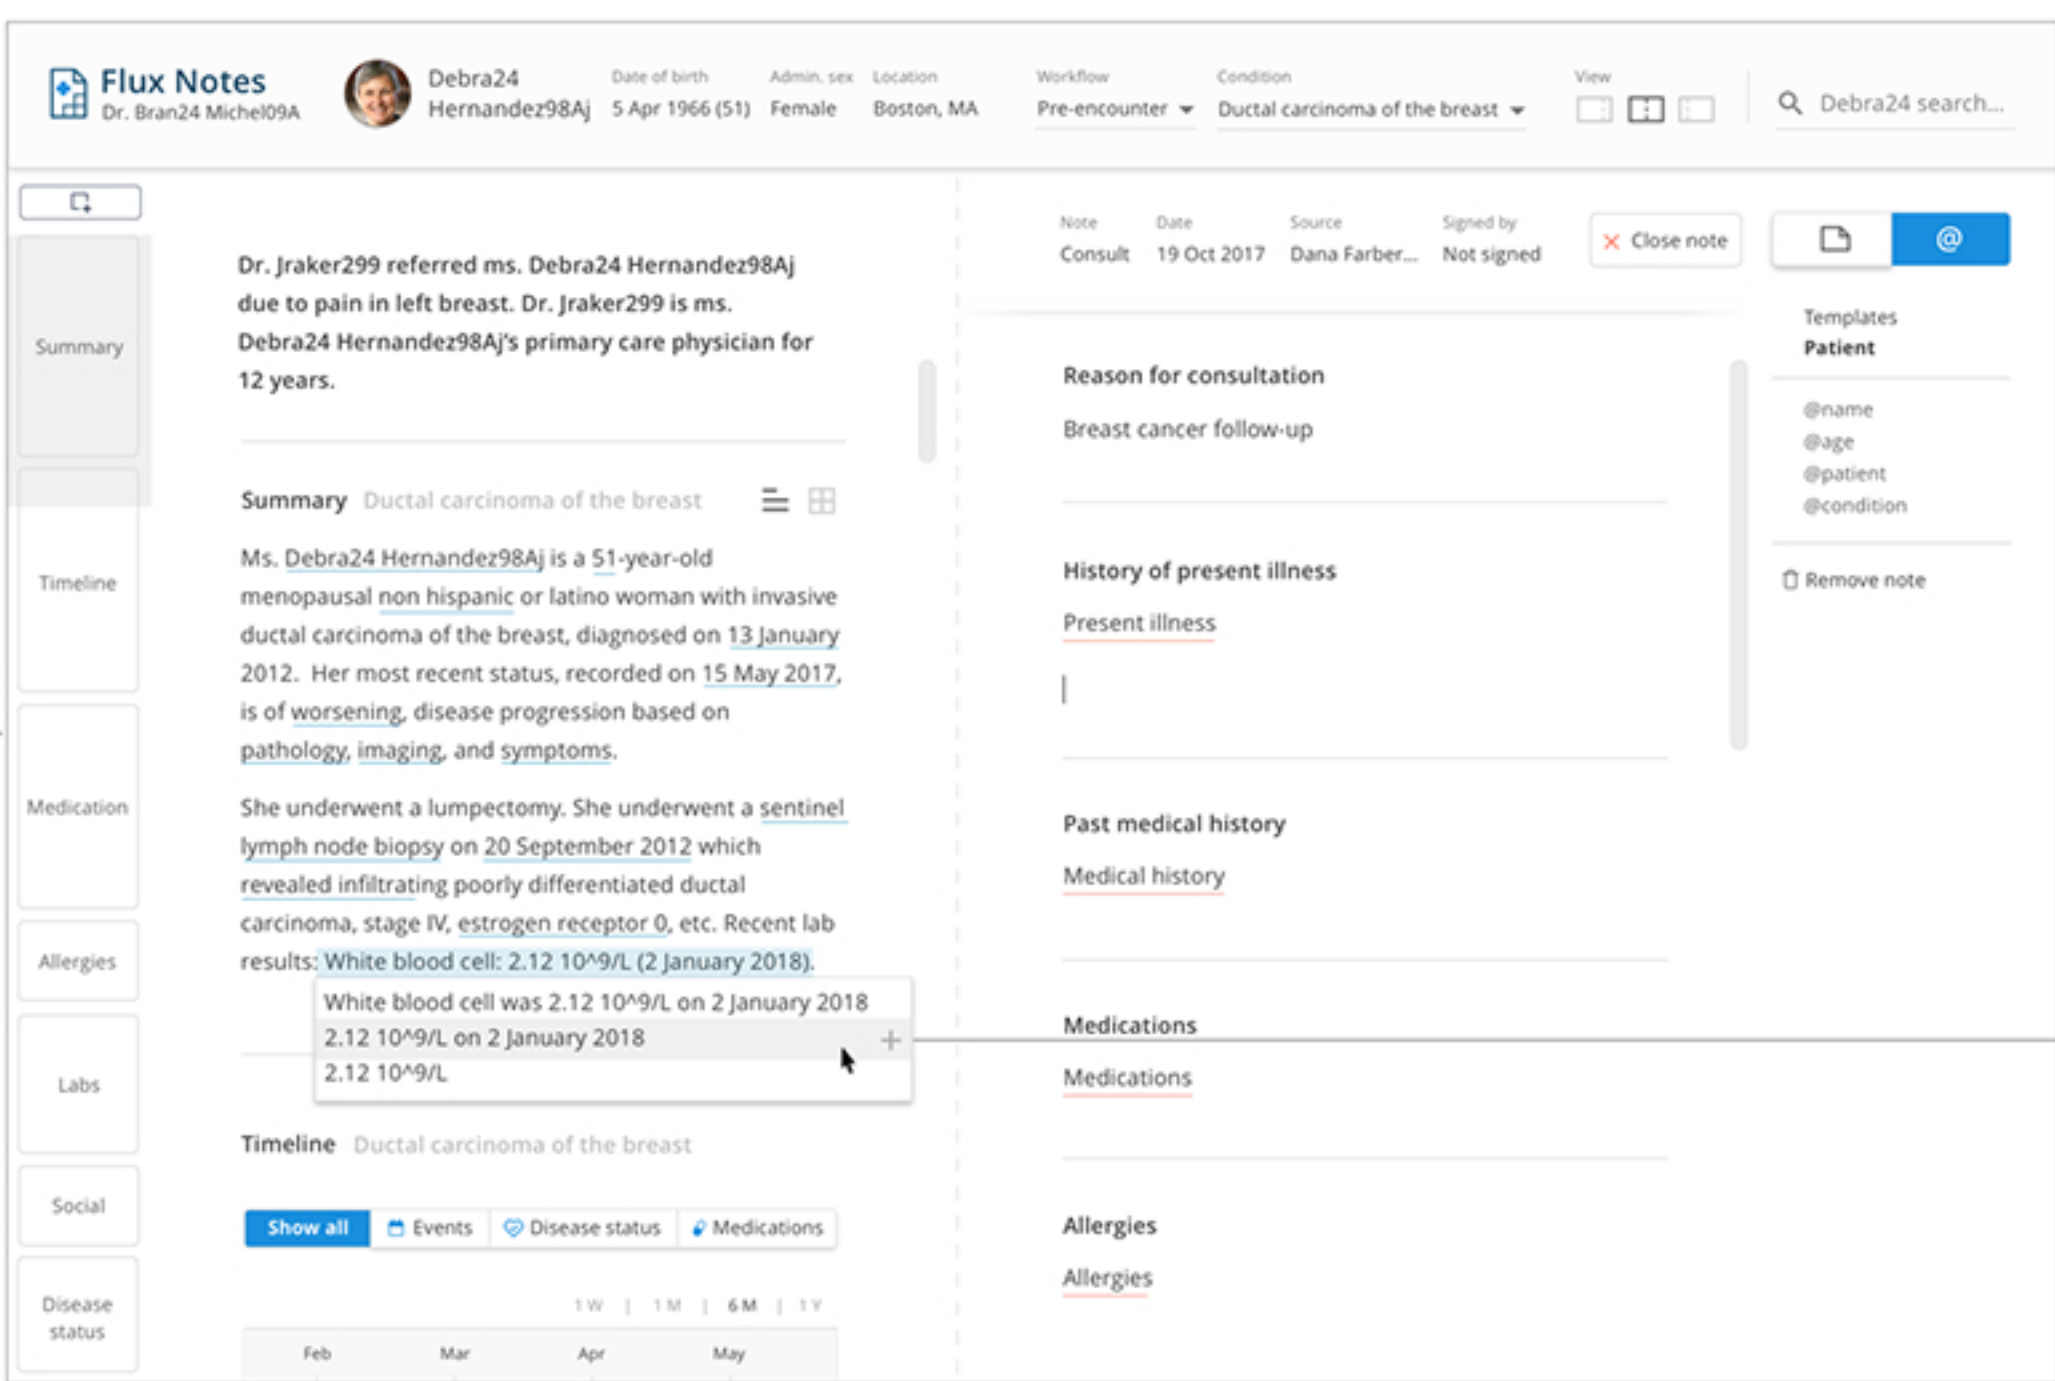 Flux Notes
Dr. Bran24 Michel09A
Debra24
Hernandez98Aj
Date of birth
5 Apr 1966 (51)
Admin. sex
Female
Location
Boston, MA
Workflow
Pre-encounter
Condition
Ductal carcinoma of the breast
View
Debra24 search...
Summary
Timeline
Medication
Allergies
Labs
Social
Disease
status
Dr. Jraker299 referred ms. Debra24 Hernandez98Aj
due to pain in left breast. Dr. Jraker299 is ms.
Debra24 Hernandez98Aj's primary care physician for
12 years.
Summary Ductal carcinoma of the breast
Ms. Debra24 Hernandez98Aj is a 51-year-old
menopausal non hispanic or latino woman with invasive
ductal carcinoma of the breast, diagnosed on 13 January
2012. Her most recent status, recorded on 15 May 2017,
is of worsening, disease progression based on
pathology, imaging, and symptoms.
She underwent a lumpectomy. She underwent a sentinel
lymph node biopsy on 20 September 2012 which
revealed infiltrating poorly differentiated ductal
carcinoma, stage IV, estrogen receptor 0, etc. Recent lab
results: White blood cell: 2.12 10^9/L (2 January 2018).
White blood cell was 2.12 10^9/L on 2 January 2018
2.12 10^9/L on 2 January 2018 +
2.12 10^9/L
Timeline Ductal carcinoma of the breast
Show all Events Disease status Medications
1 W | 1 M | 6 M | 1 Y
Feb Mar Apr May
Note
Consult
Date
19 Oct 2017
Source
Dana Farber...
Signed by
Not signed
Close note
@
Reason for consultation
Breast cancer follow-up
History of present illness
Present illness
Past medical history
Medical history
Medications
Medications
Allergies
Allergies
Templates
Patient
@name
@age
@patient
@condition
Remove note